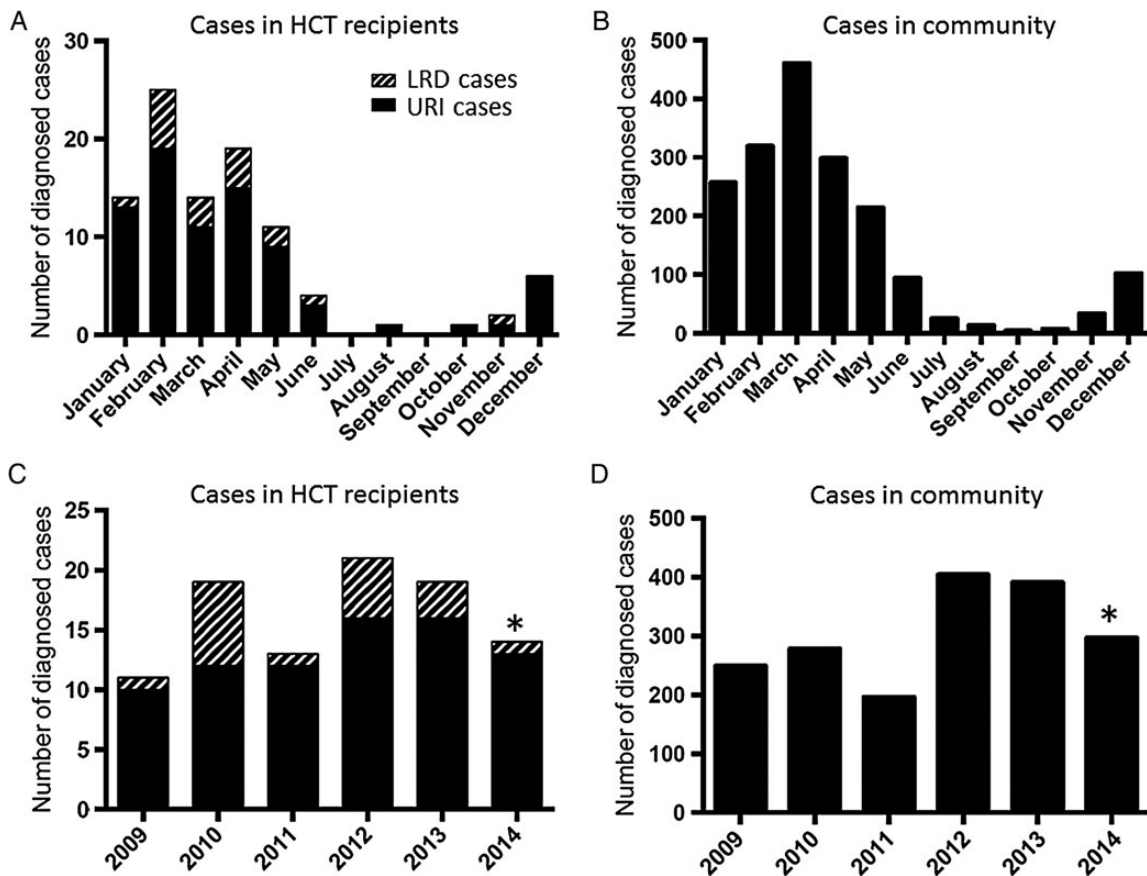 A
Cases in HCT recipients
Number of diagnosed cases
30
20
10
0
LRD cases
URI cases
January
February
March
April
May
June
July
August
September
October
November
December
B
Cases in community
Number of diagnosed cases
500
400
300
200
100
0
January
February
March
April
May
June
July
August
September
October
November
December
C
Cases in HCT recipients
Number of diagnosed cases
25
20
15
10
5
0
*
2009
2010
2011
2012
2013
2014
D
Cases in community
Number of diagnosed cases
500
400
300
200
100
0
*
2009
2010
2011
2012
2013
2014